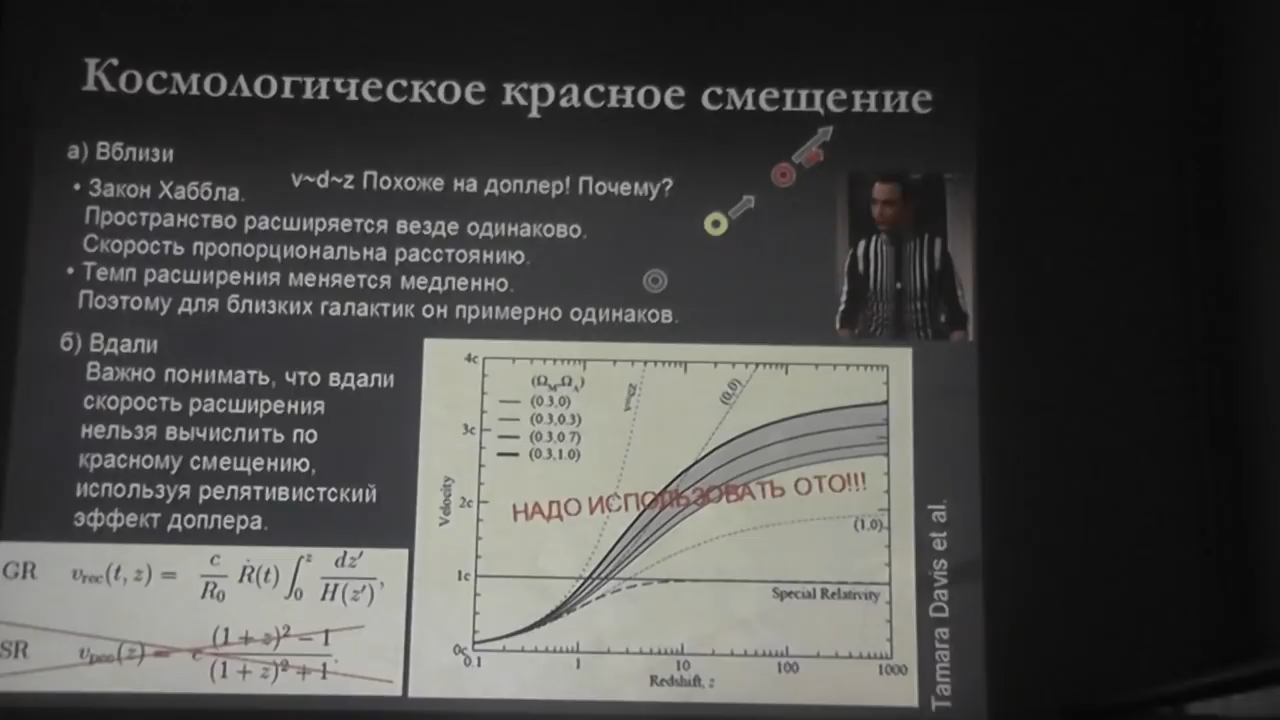 Космологическое красное смещение
а) Вблизи
v~d~z Похоже на доплер! Почему?
• Закон Хаббла.
Пространство расширяется везде одинаково.
Скорость пропорциональна расстоянию.
• Темп расширения меняется медленно.
Поэтому для близких галактик он примерно одинаков.
б) Вдали
Важно понимать, что вдали
скорость расширения
нельзя вычислить по
красному смещению,
используя релятивистский
эффект доплера.
GR v_rec(t, z) = c/R₀ Ṙ(t) ∫₀ᶻ dz′/H(z′),
SR v_pec(z) = c ((1 + z)² − 1)/((1 + z)² + 1).
4c
3c
2c
1c
0c
Velocity
(Ω_M, Ω_Λ)
(0.3,0)
(0.3,0.3)
(0.3,0.7)
(0.3,1.0)
(0,0)
НАДО ИСПОЛЬЗОВАТЬ ОТО!!!
(1,0)
Special Relativity
0.1 1 10 100 1000
Redshift, z
Tamara Davis et al.